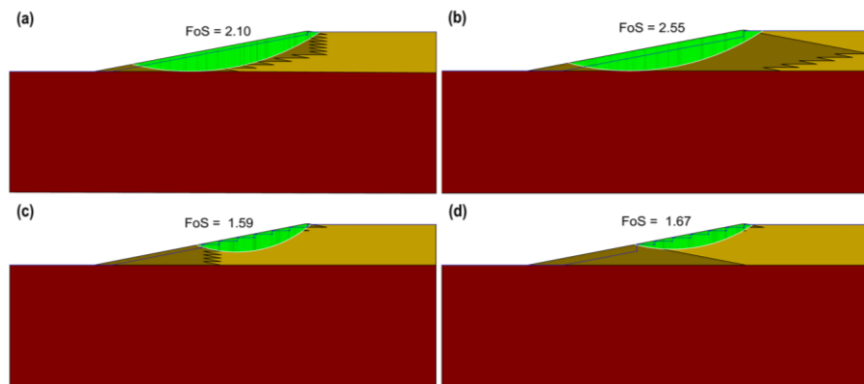 (a)
FoS = 2.10
(b)
FoS = 2.55
(c)
FoS = 1.59
(d)
FoS = 1.67